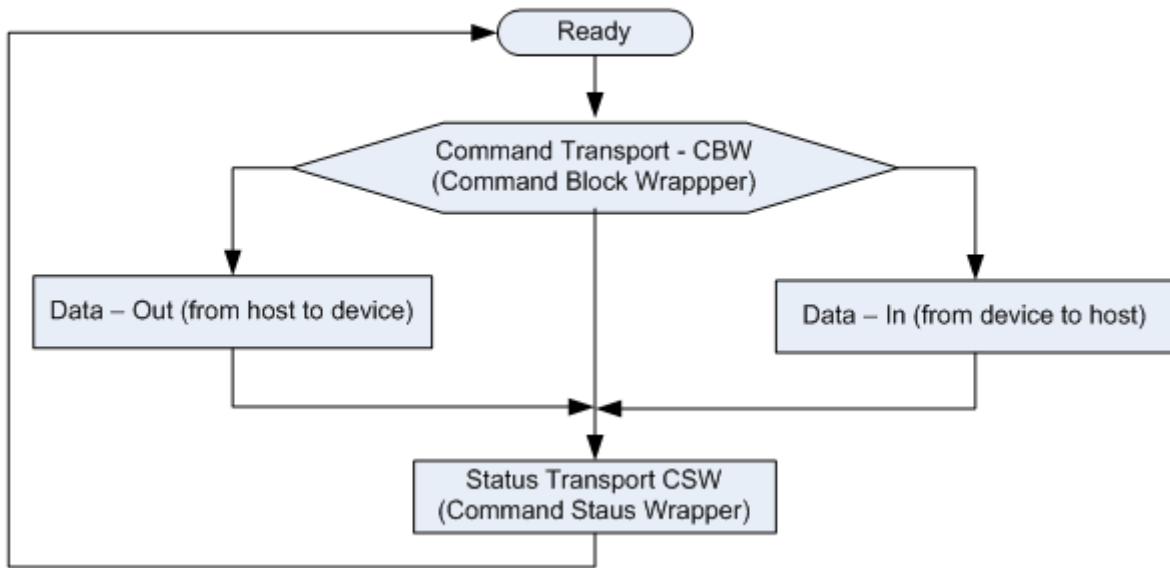 Ready
Command Transport - CBW
(Command Block Wrappper)
Data – Out (from host to device)
Data – In (from device to host)
Status Transport CSW
(Command Staus Wrapper)